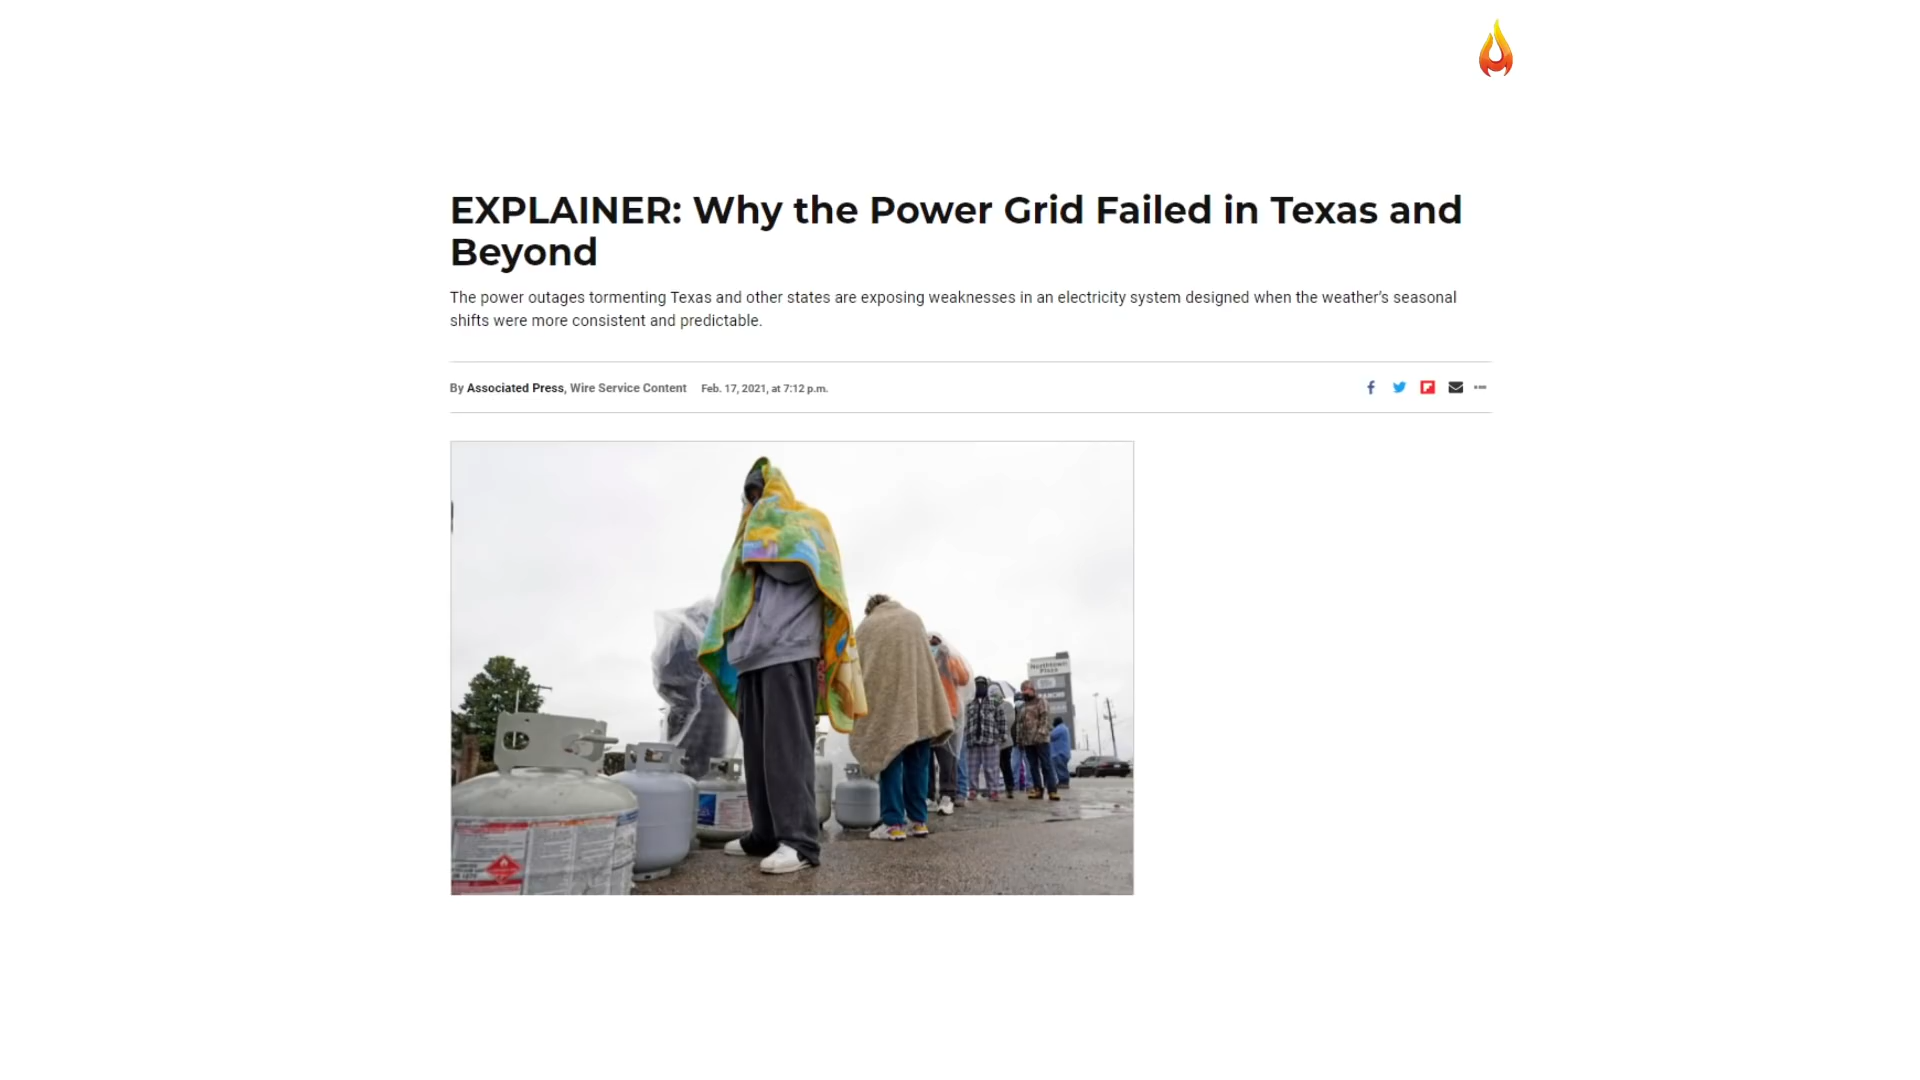 EXPLAINER: Why the Power Grid Failed in Texas and
Beyond
The power outages tormenting Texas and other states are exposing weaknesses in an electricity system designed when the weather's seasonal
shifts were more consistent and predictable.
By Associated Press, Wire Service Content Feb. 17, 2021, at 7:12 p.m.
Northtown
Plaza